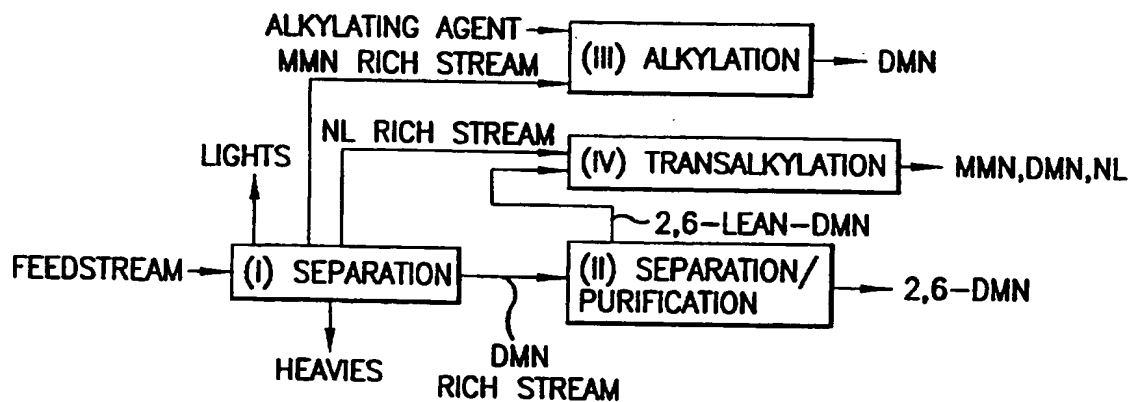 ALKYLATING AGENT
MMN RICH STREAM
(III) ALKYLATION
DMN
NL RICH STREAM
LIGHTS
(IV) TRANSALKYLATION
MMN,DMN,NL
2,6-LEAN-DMN
FEEDSTREAM
(I) SEPARATION
(II) SEPARATION/
PURIFICATION
2,6-DMN
HEAVIES
DMN
RICH STREAM